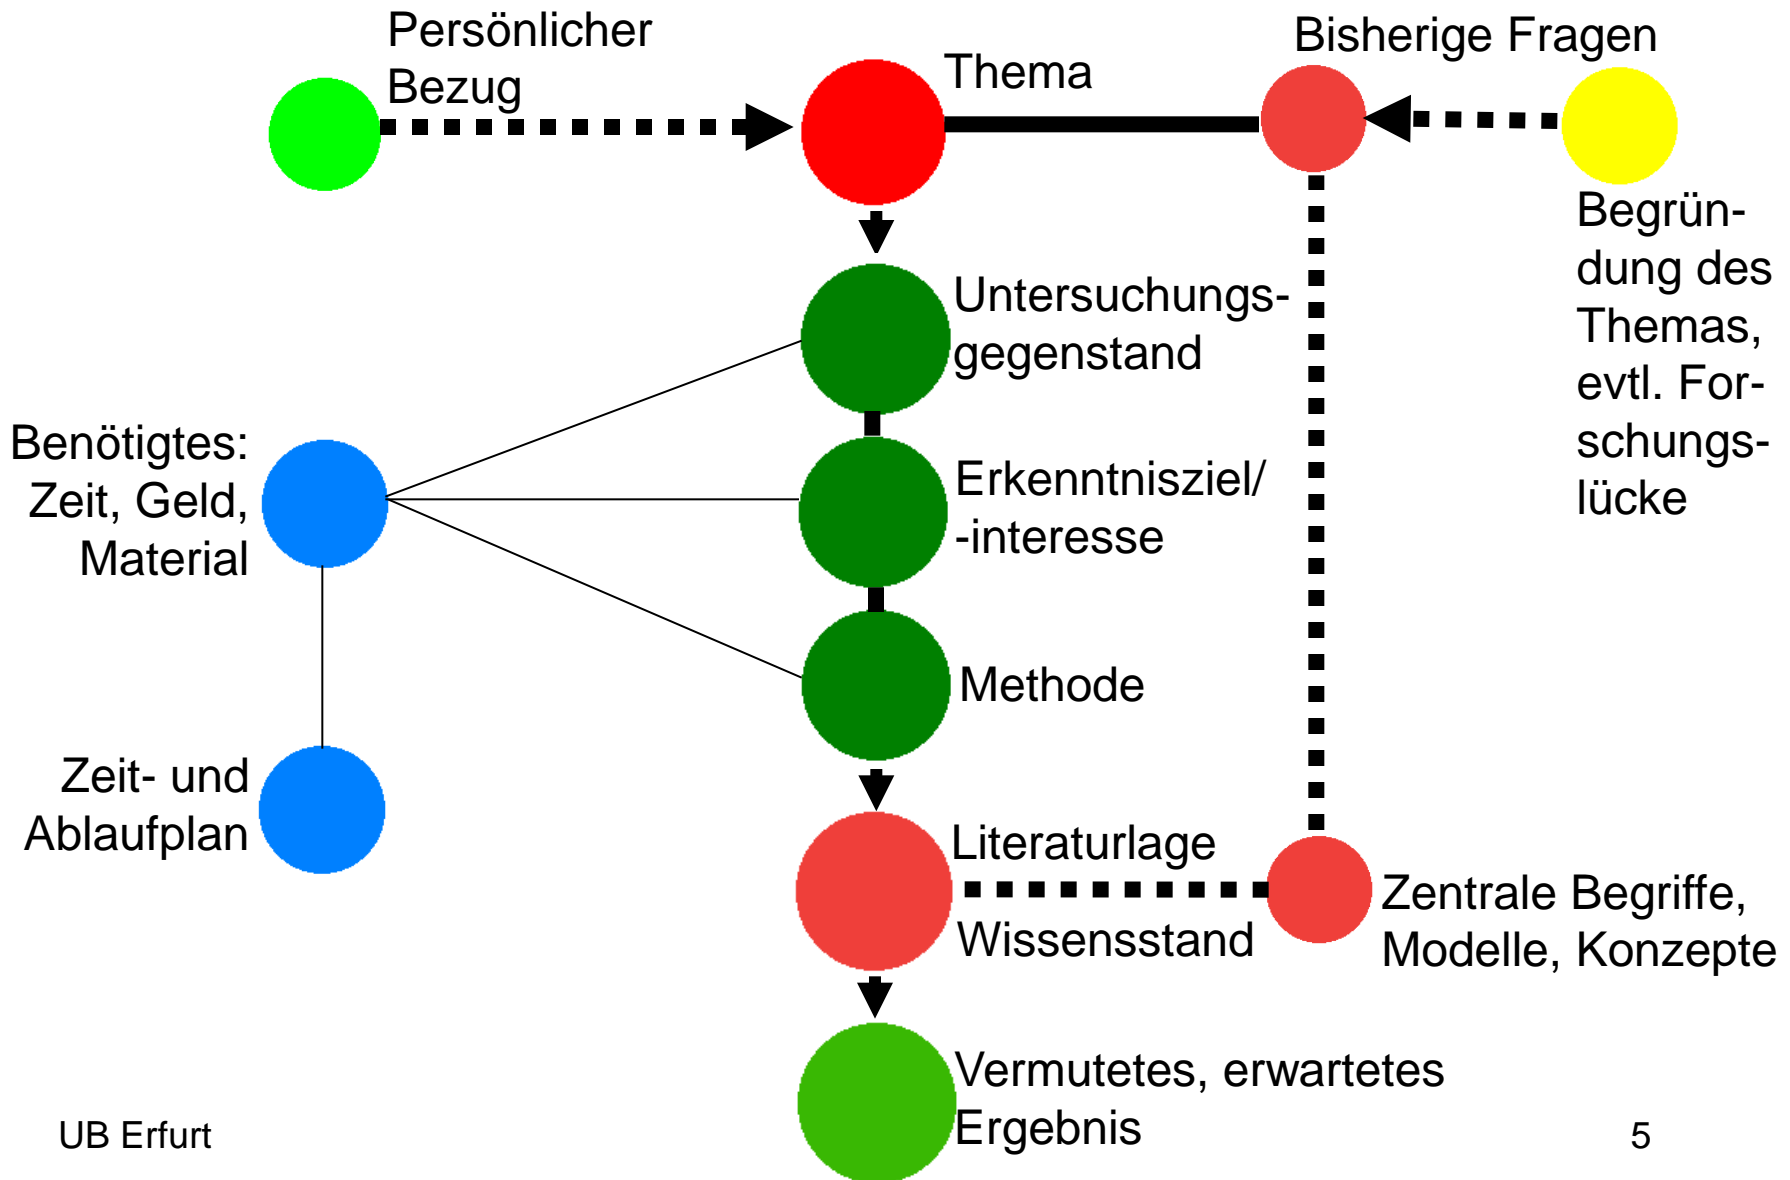 Persönlicher
Bezug
Thema
Bisherige Fragen
Begrün-
dung des
Themas,
evtl. For-
schungs-
lücke
Untersuchungs-
gegenstand
Benötigtes:
Zeit, Geld,
Material
Erkenntnisziel/
-interesse
Methode
Zeit- und
Ablaufplan
Literaturlage
Wissensstand
Zentrale Begriffe,
Modelle, Konzepte
Vermutetes, erwartetes
Ergebnis
UB Erfurt
5